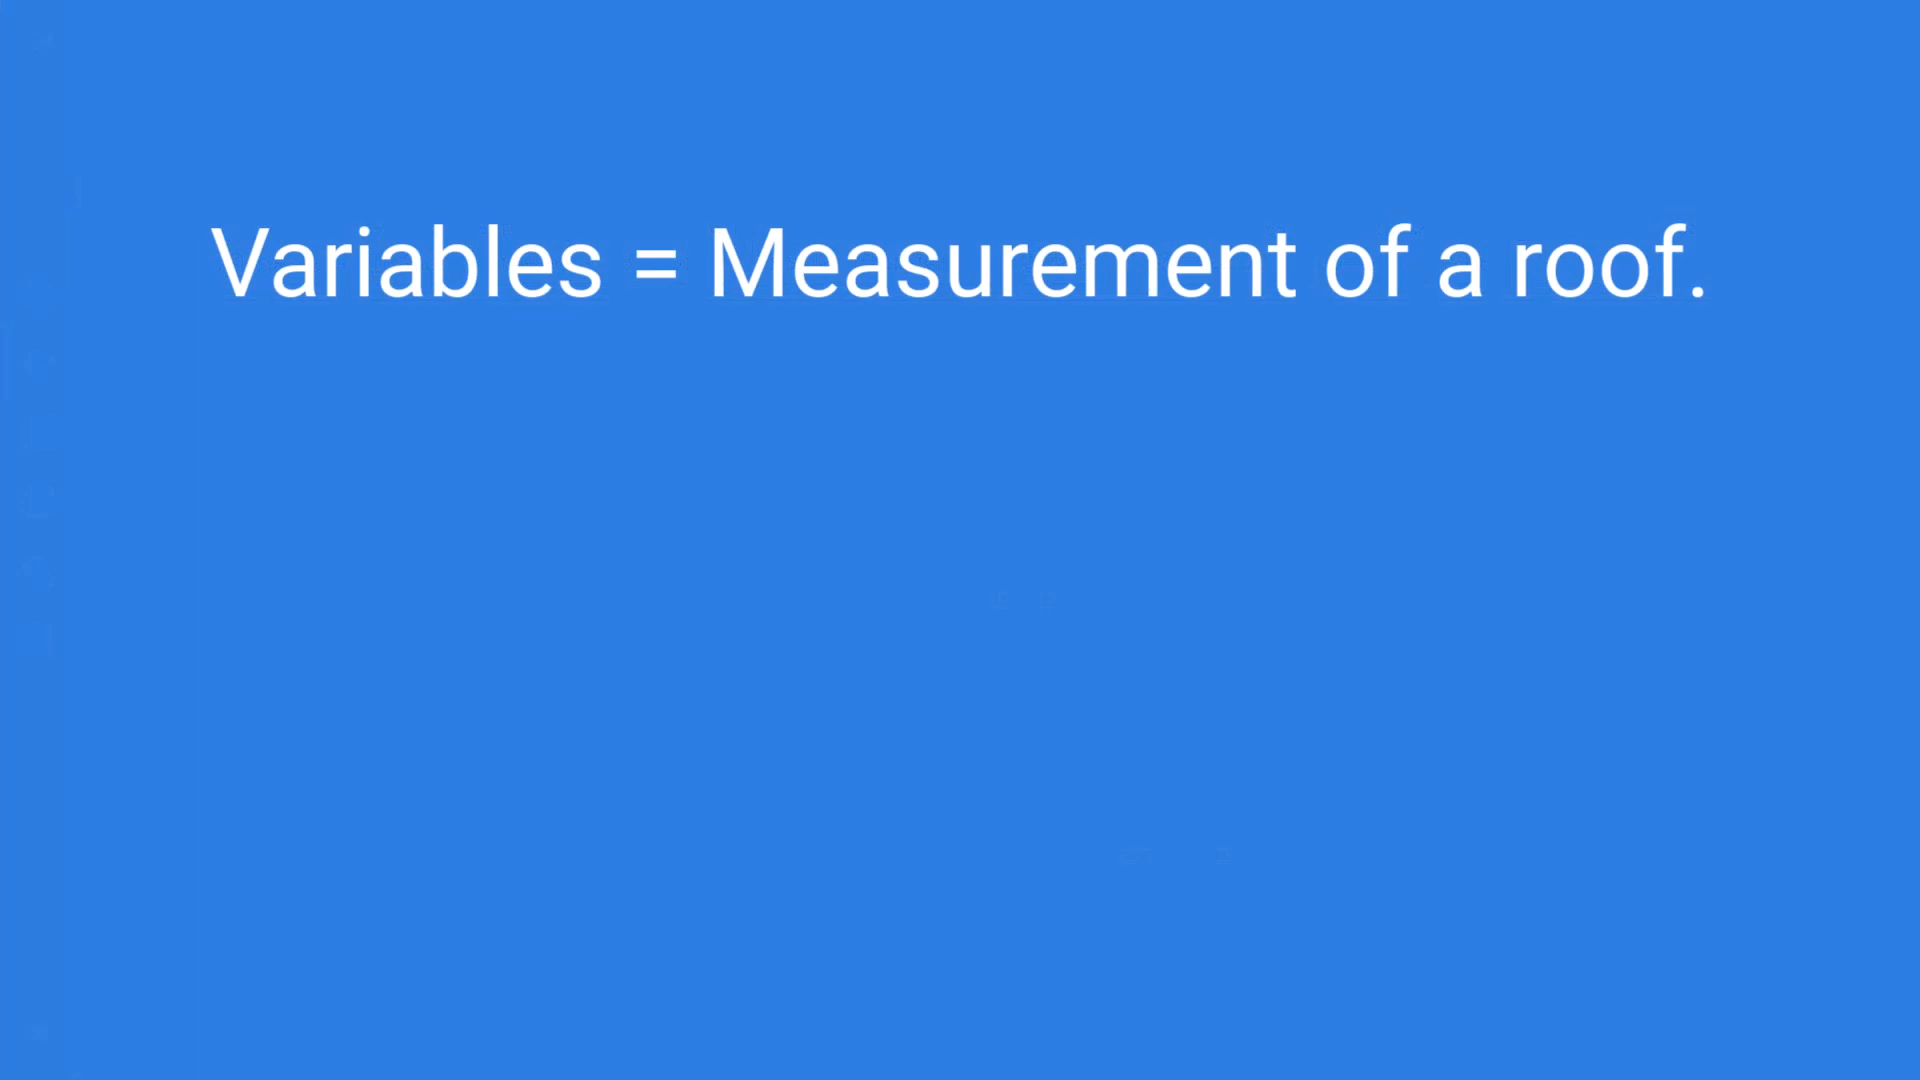 Variables = Measurement of a roof.